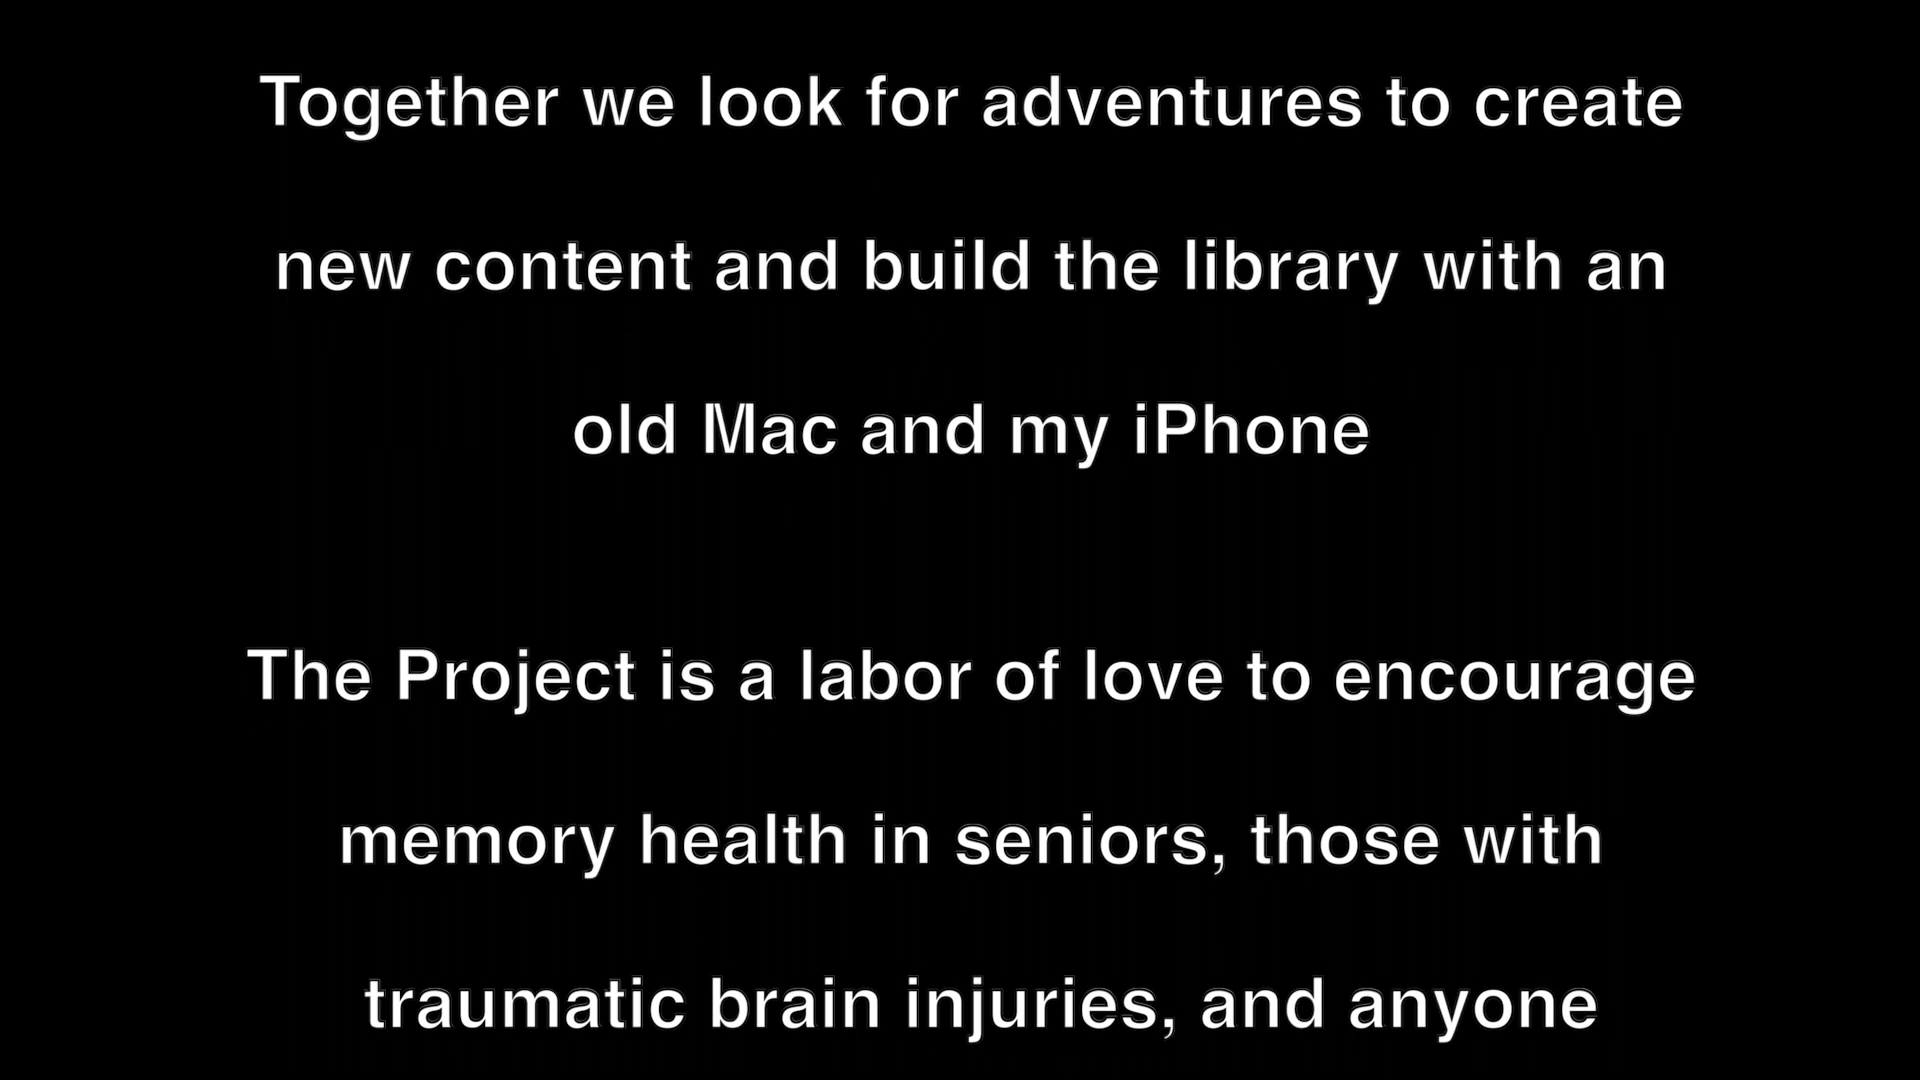 Together we look for adventures to create
new content and build the library with an
old Mac and my iPhone
The Project is a labor of love to encourage
memory health in seniors, those with
traumatic brain injuries, and anyone